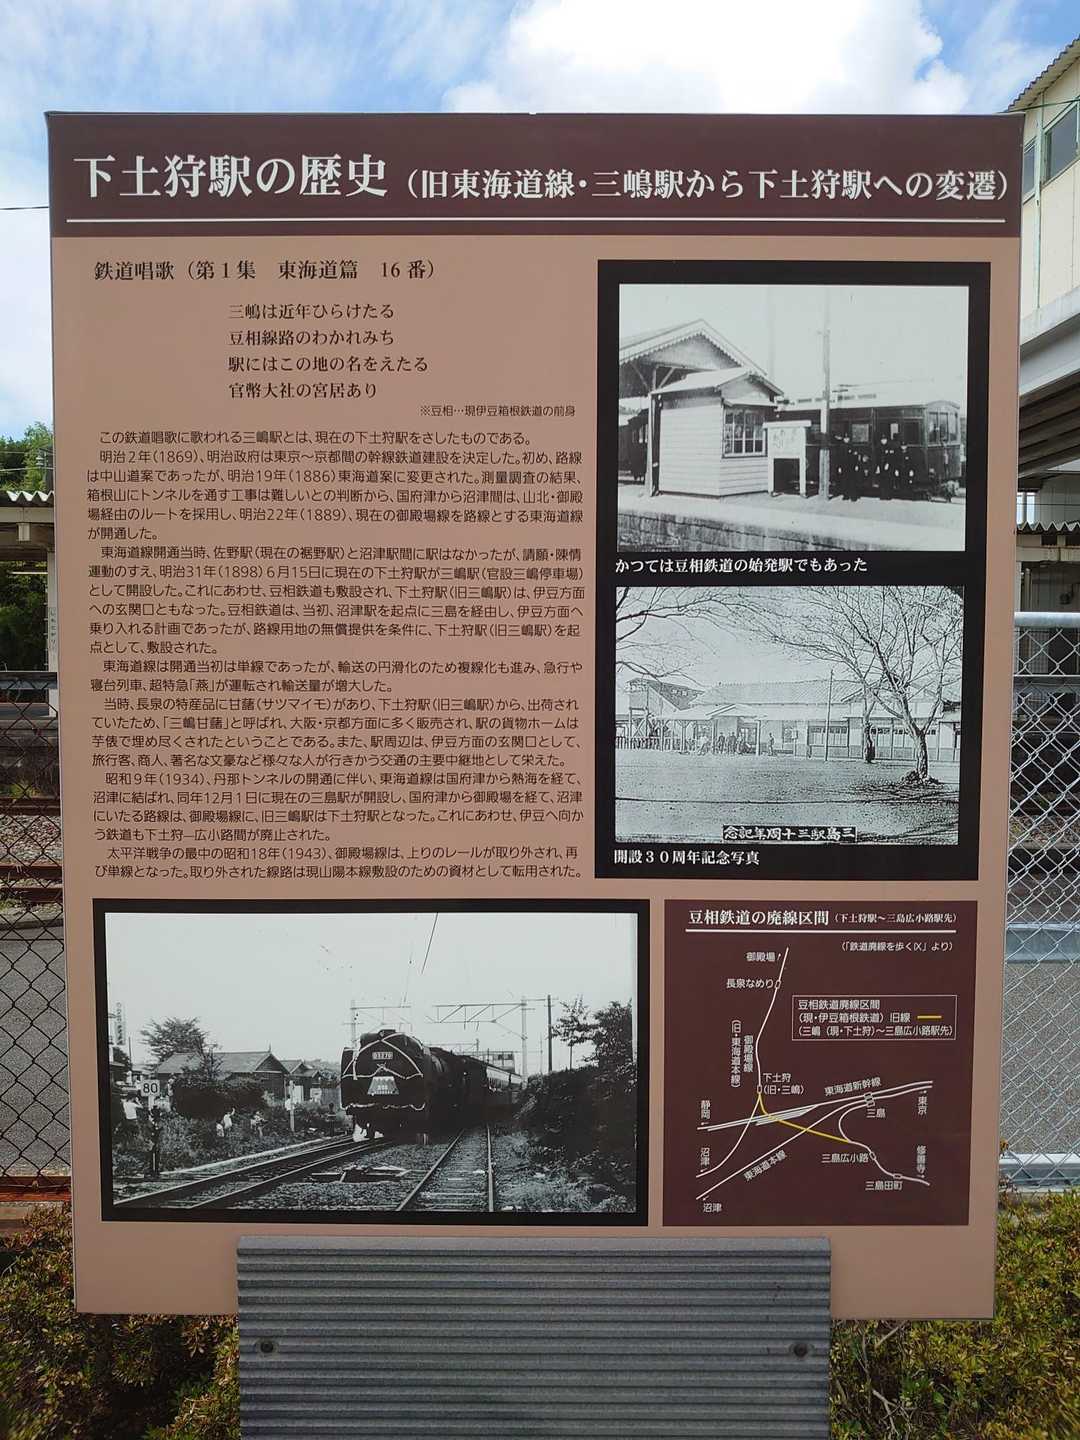 下土狩駅の歴史（旧東海道線・三嶋駅から下土狩駅への変遷）
鉄道唱歌（第１集　東海道篇　16番）
三嶋は近年ひらけたる
豆相線路のわかれみち
駅にはこの地の名をえたる
官幣大社の宮居あり
※豆相…現伊豆箱根鉄道の前身
この鉄道唱歌に歌われる三嶋駅とは、現在の下土狩駅をさしたものである。
明治２年（1869）、明治政府は東京～京都間の幹線鉄道建設を決定した。初め、路線
は中山道案であったが、明治19年（1886）東海道案に変更された。測量調査の結果、
箱根山にトンネルを通す工事は難しいとの判断から、国府津から沼津間は、山北・御殿
場経由のルートを採用し、明治22年（1889）、現在の御殿場線を路線とする東海道線
が開通した。
東海道線開通当時、佐野駅（現在の裾野駅）と沼津駅間に駅はなかったが、請願・陳情
運動のすえ、明治31年（1898）６月15日に現在の下土狩駅が三嶋駅（官設三嶋停車場）
として開設した。これにあわせ、豆相鉄道も敷設され、下土狩駅（旧三嶋駅）は、伊豆方面
への玄関口ともなった。豆相鉄道は、当初、沼津駅を起点に三島を経由し、伊豆方面へ
乗り入れる計画であったが、路線用地の無償提供を条件に、下土狩駅（旧三嶋駅）を起
点として、敷設された。
東海道線は開通当初は単線であったが、輸送の円滑化のため複線化も進み、急行や
寝台列車、超特急「燕」が運転され輸送量が増大した。
当時、長泉の特産品に甘藷（サツマイモ）があり、下土狩駅（旧三嶋駅）から、出荷され
ていたため、「三嶋甘藷」と呼ばれ、大阪・京都方面に多く販売され、駅の貨物ホームは
芋俵で埋め尽くされたということである。また、駅周辺は、伊豆方面の玄関口として、
旅行客、商人、著名な文豪など様々な人が行きかう交通の主要中継地として栄えた。
昭和９年（1934）、丹那トンネルの開通に伴い、東海道線は国府津から熱海を経て、
沼津に結ばれ、同年12月１日に現在の三島駅が開設し、国府津から御殿場を経て、沼津
にいたる路線は、御殿場線に、旧三嶋駅は下土狩駅となった。これにあわせ、伊豆へ向か
う鉄道も下土狩―広小路間が廃止された。
太平洋戦争の最中の昭和18年（1943）、御殿場線は、上りのレールが取り外され、再
び単線となった。取り外された線路は現山陽本線敷設のための資材として転用された。
かつては豆相鉄道の始発駅でもあった
三島駅三十周年記念
開設３０周年記念写真
80
D5270
豆相鉄道の廃線区間（下土狩駅～三島広小路駅先）
（「鉄道廃線を歩くⅨ」より）
御殿場↑
長泉なめり
豆相鉄道廃線区間
（現・伊豆箱根鉄道）旧線
（三嶋（現・下土狩）～三島広小路駅先）
御殿場線
（旧・東海道本線）
下土狩
（旧・三嶋）
東海道新幹線
静岡←
三島
→東京
沼津←
東海道本線
三島広小路
修善寺→
三島田町
沼津